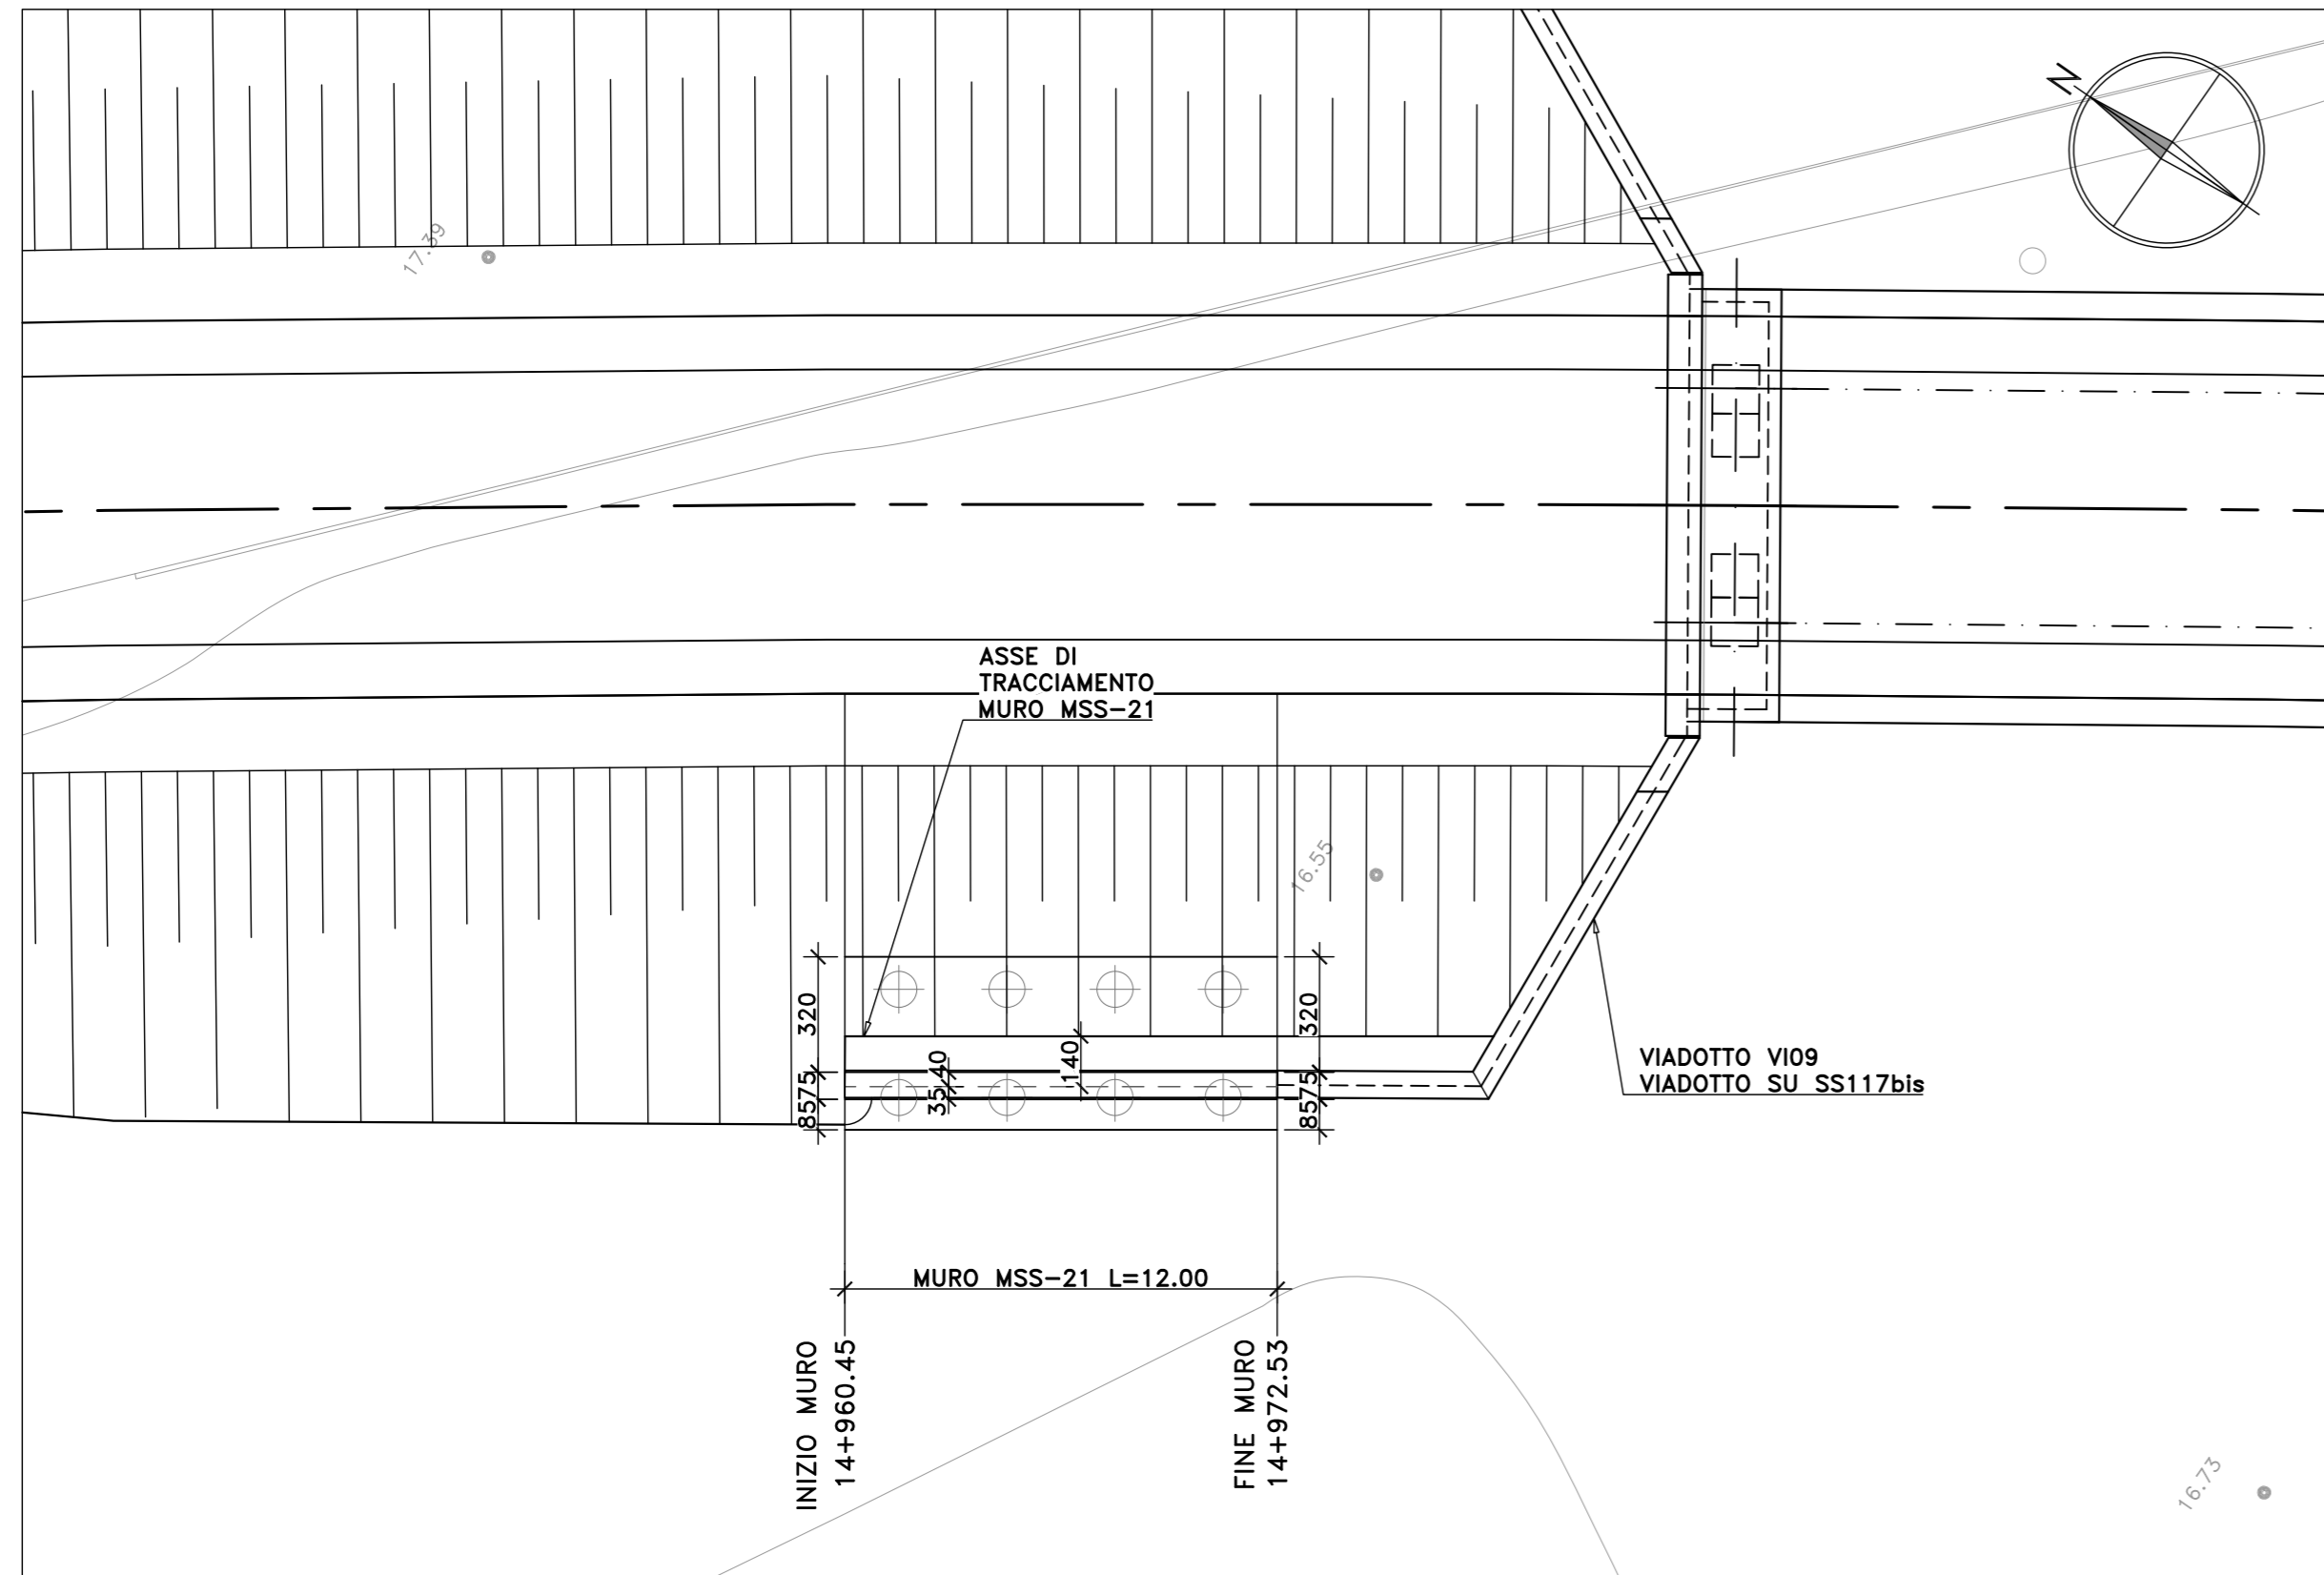 N
17.39
ASSE DI
TRACCIAMENTO
MURO MSS-21
16.55
320
75
85
40
35
140
320
75
85
VIADOTTO VI09
VIADOTTO SU SS117bis
MURO MSS-21 L=12.00
INIZIO MURO
14+960.45
FINE MURO
14+972.53
16.73